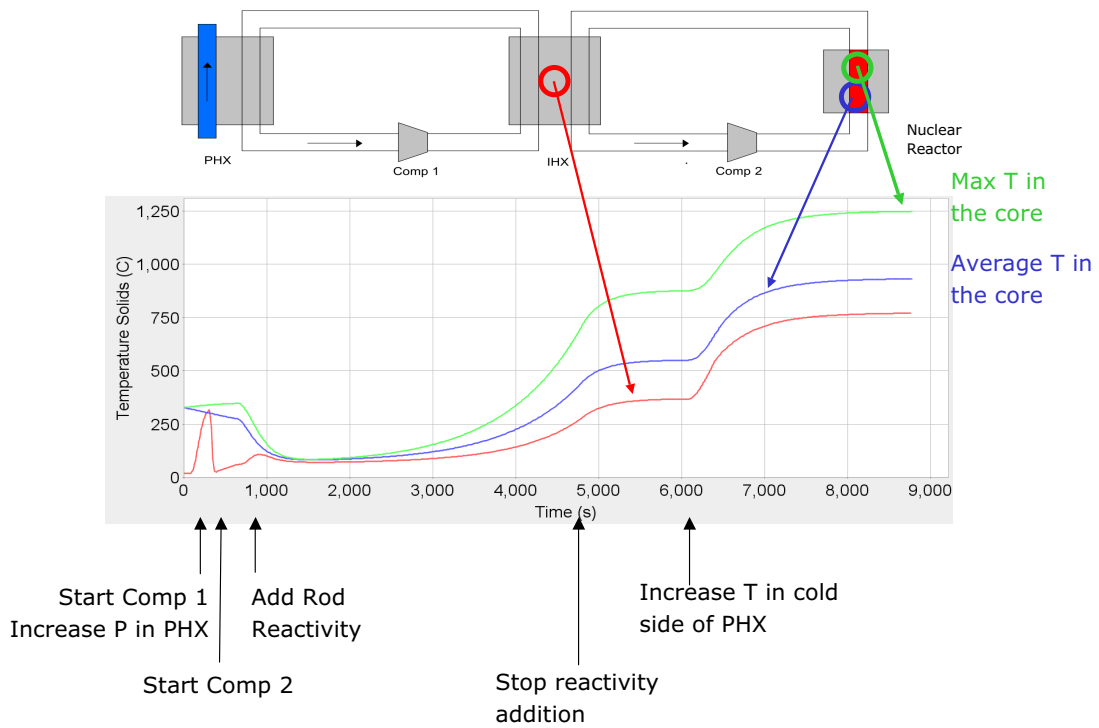 PHX
Comp 1
IHX
Comp 2
Nuclear
Reactor
Max T in
the core
Average T in
the core
Temperature Solids (C)
1,250
1,000
750
500
250
0
0
1,000
2,000
3,000
4,000
5,000
6,000
7,000
8,000
9,000
Time (s)
Start Comp 1
Increase P in PHX
Add Rod
Reactivity
Increase T in cold
side of PHX
Start Comp 2
Stop reactivity
addition